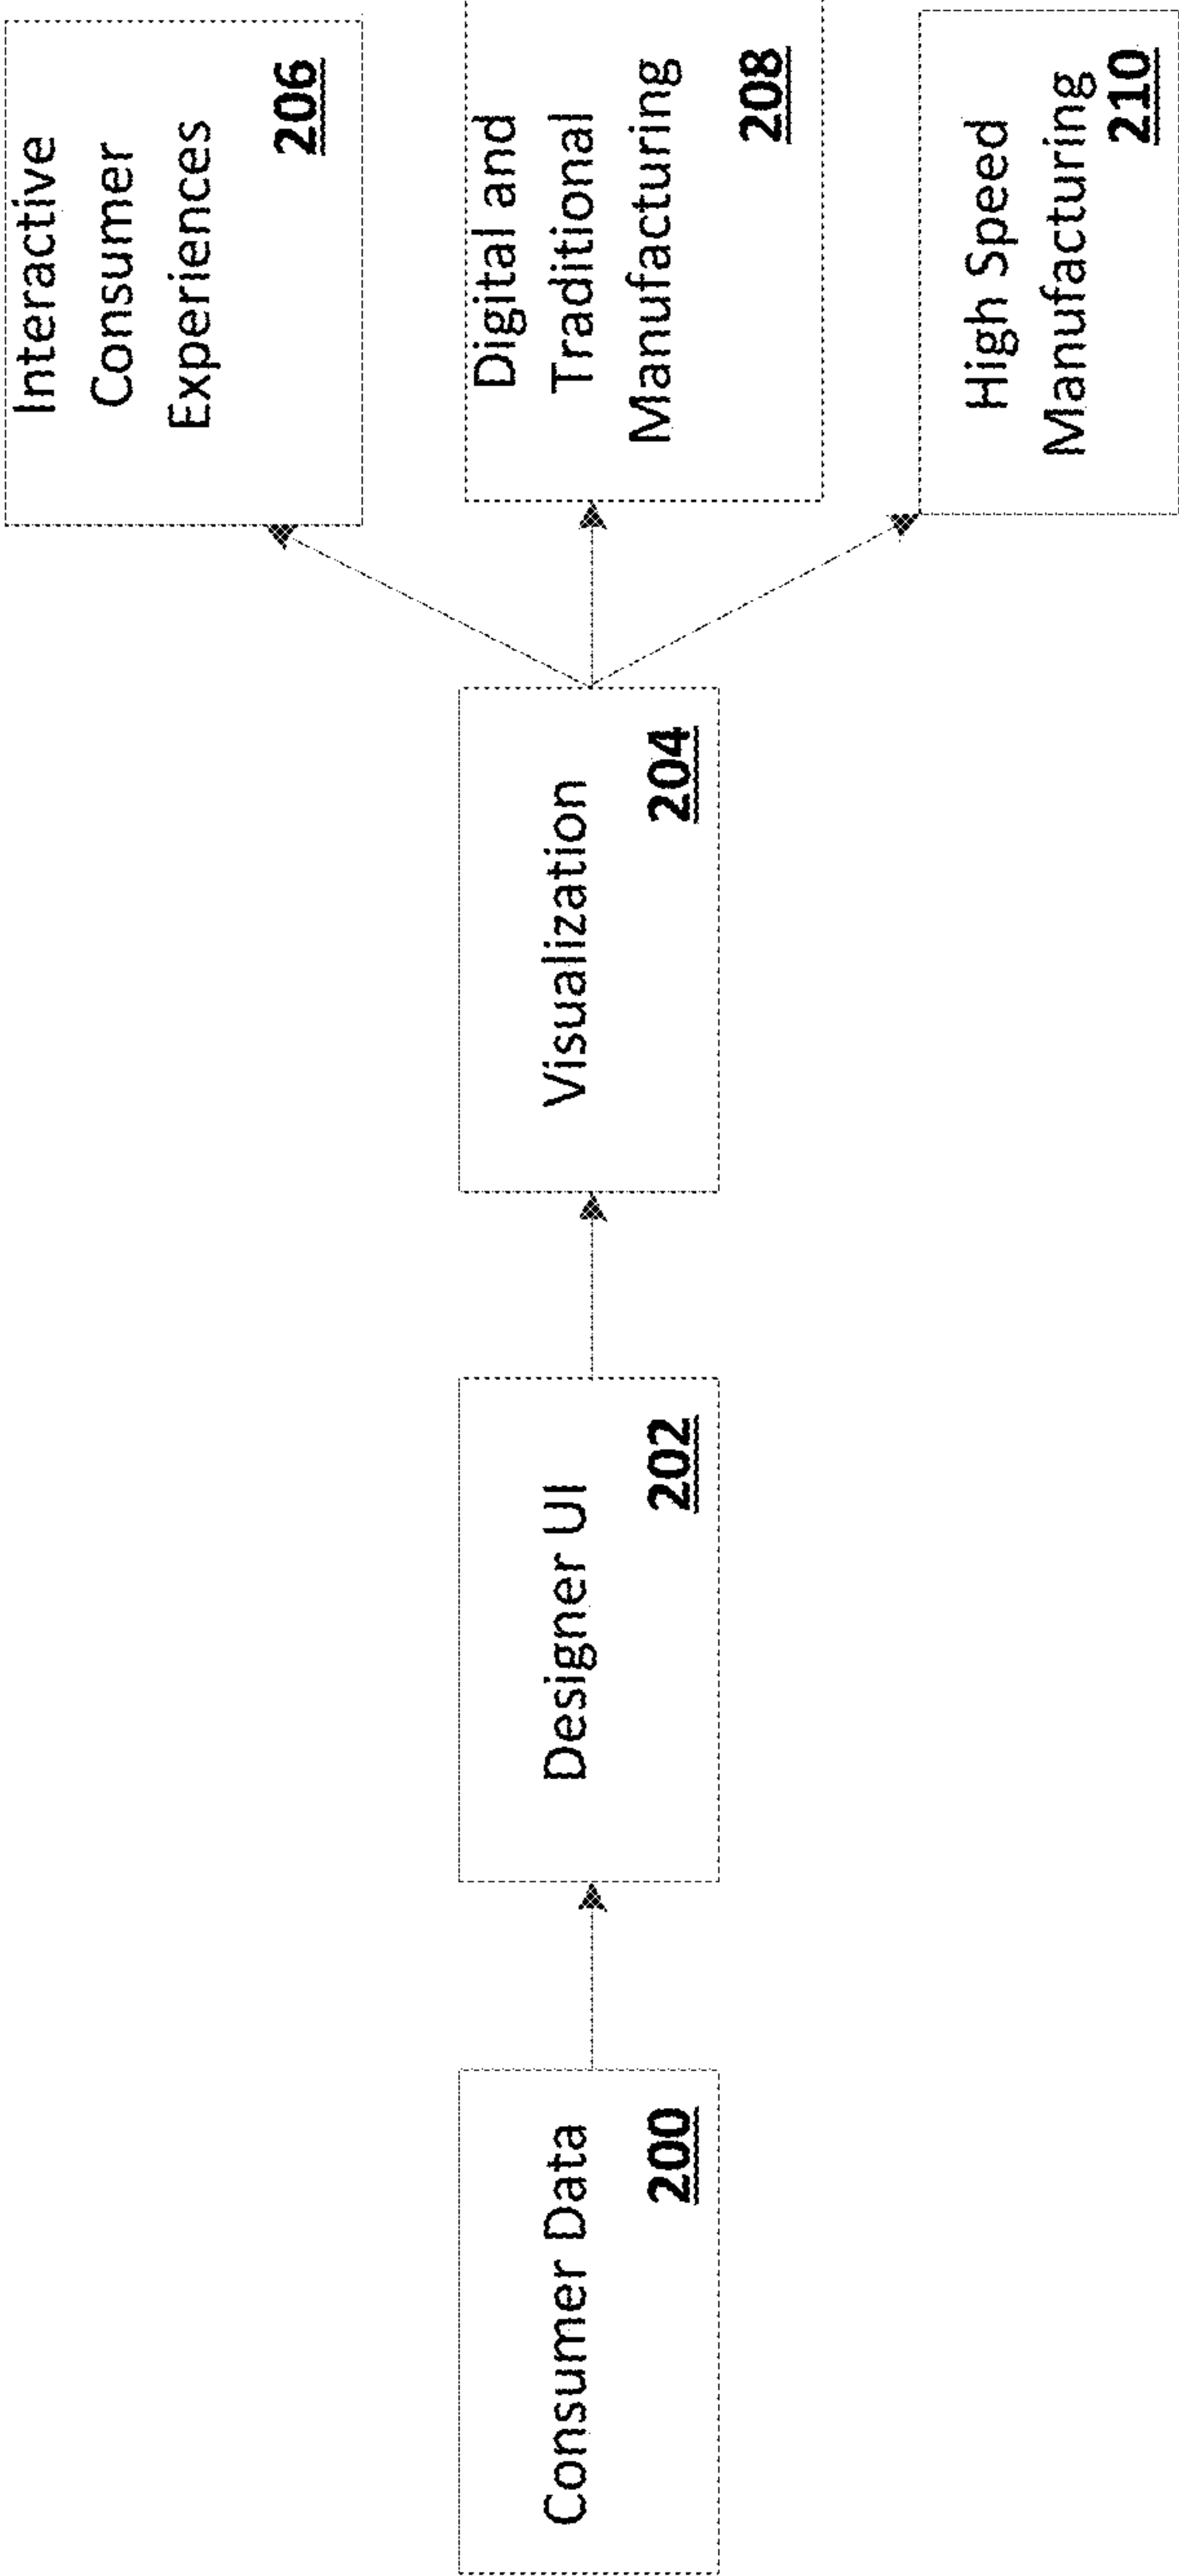 Consumer Data
200
Designer UI
202
Visualization
204
Interactive
Consumer
Experiences
206
Digital and
Traditional
Manufacturing
208
High Speed
Manufacturing
210